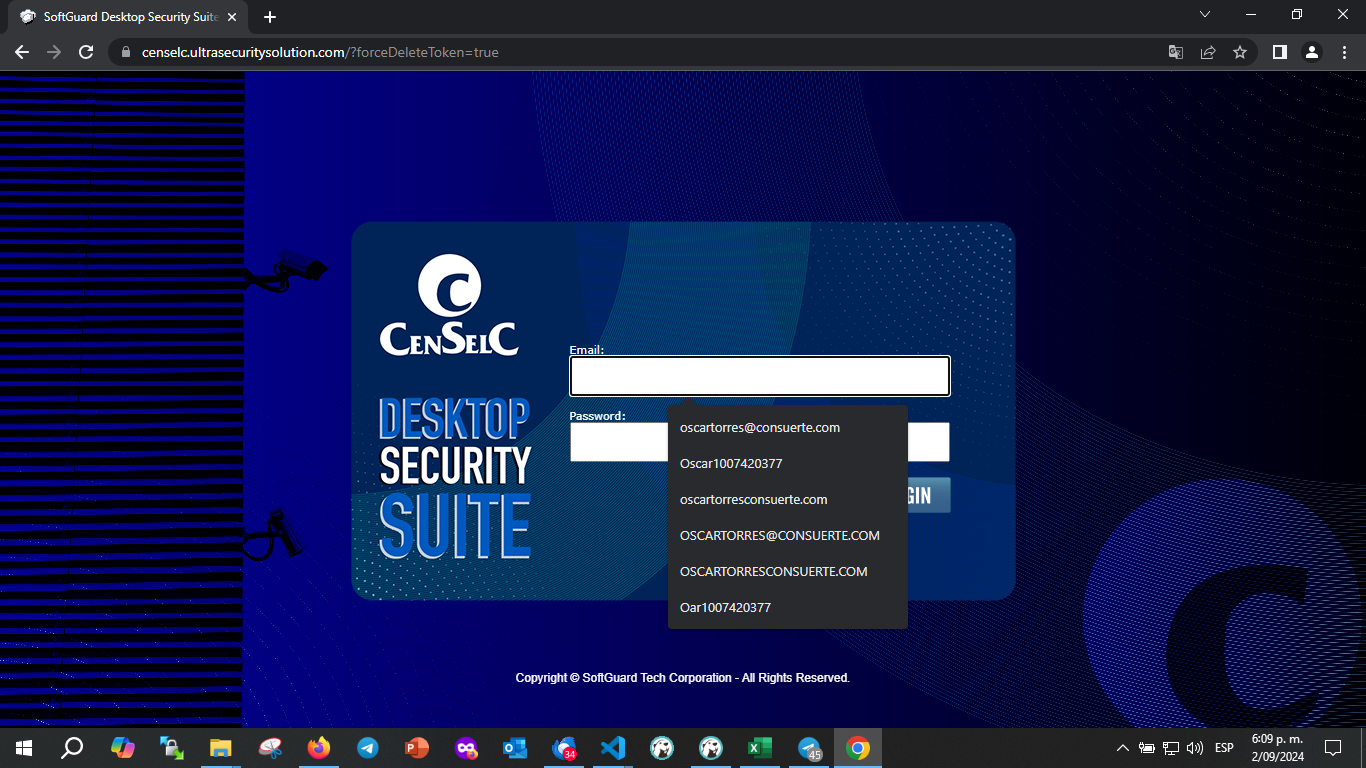 SoftGuard Desktop Security Suite
censelc.ultrasecuritysolution.com/?forceDeleteToken=true
C
CENSELC
DESKTOP
SECURITY
SUITE
Email:
Password:
oscartorres@consuerte.com
Oscar1007420377
oscartorresconsuerte.com
OSCARTORRES@CONSUERTE.COM
OSCARTORRESCONSUERTE.COM
Oar1007420377
GIN
Copyright © SoftGuard Tech Corporation - All Rights Reserved.
C
34
45
ESP
6:09 p. m.
2/09/2024